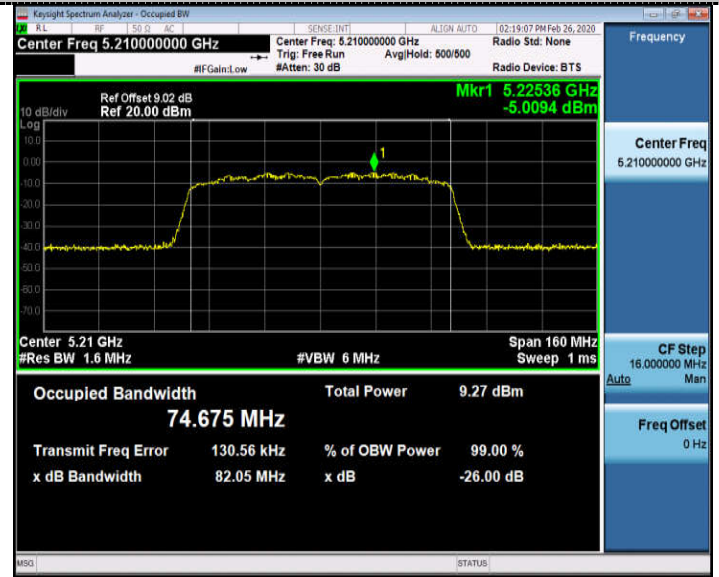 Keysight Spectrum Analyzer - Occupied BW
RL RF 50 Ω AC SENSE:INT ALIGN AUTO 02:19:07 PM Feb 26, 2020
Center Freq 5.210000000 GHz
Center Freq: 5.210000000 GHz
Radio Std: None
Trig: Free Run Avg|Hold: 500/500
#IFGain:Low
#Atten: 30 dB
Radio Device: BTS
Frequency
Mkr1 5.22536 GHz
-5.0094 dBm
Ref Offset 9.02 dB
10 dB/div Ref 20.00 dBm
Log
10.0
0.00
-10.0
-20.0
-30.0
-40.0
-50.0
-60.0
-70.0
1
Center 5.21 GHz
Span 160 MHz
#Res BW 1.6 MHz
#VBW 6 MHz
Sweep 1 ms
Center Freq
5.210000000 GHz
CF Step
16.000000 MHz
Auto Man
Freq Offset
0 Hz
Occupied Bandwidth
74.675 MHz
Total Power 9.27 dBm
Transmit Freq Error 130.56 kHz
% of OBW Power 99.00 %
x dB Bandwidth 82.05 MHz
x dB -26.00 dB
MSG
STATUS